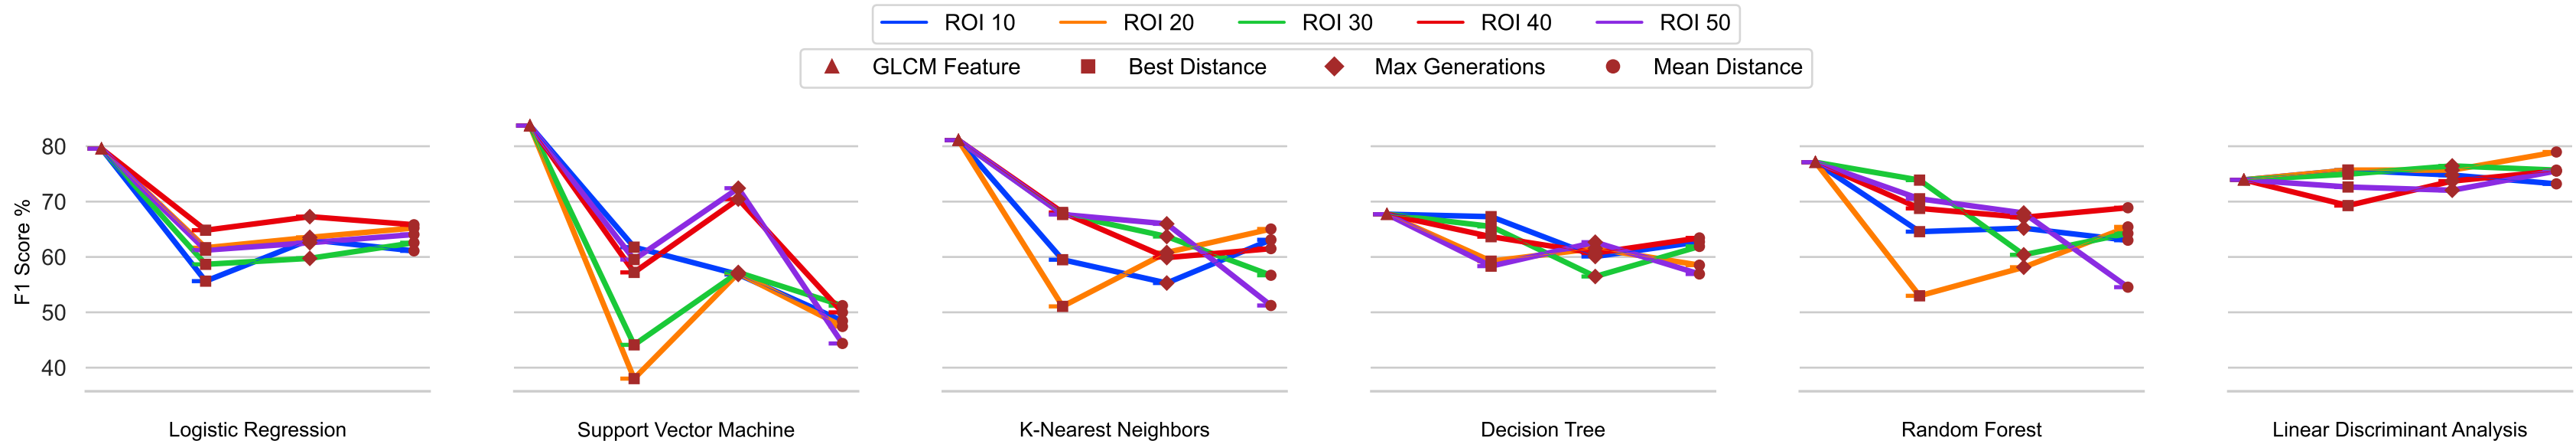 ROI 10 ROI 20 ROI 30 ROI 40 ROI 50
GLCM Feature Best Distance Max Generations Mean Distance
F1 Score %
80
70
60
50
40
Logistic Regression Support Vector Machine K-Nearest Neighbors Decision Tree Random Forest Linear Discriminant Analysis